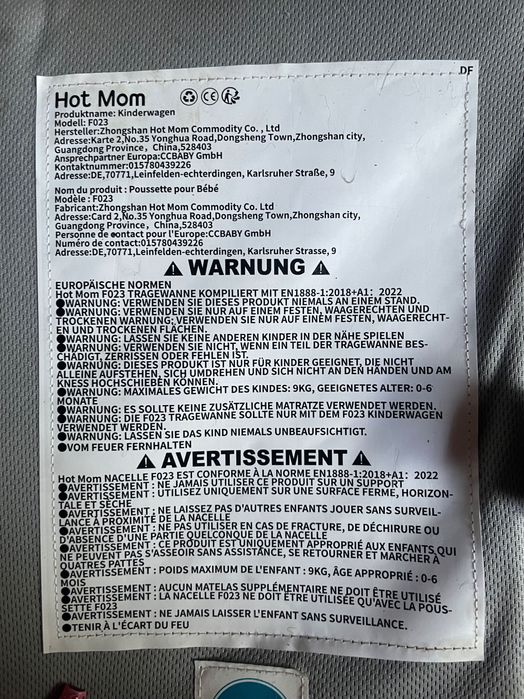 DF
Hot Mom
Produktname: Kinderwagen
Modell: F023
Hersteller:Zhongshan Hot Mom Commodity Co. , Ltd
Adresse:Karte 2,No.35 Yonghua Road,Dongsheng Town,Zhongshan city,
Guangdong Province，China,528403
Ansprechpartner Europa:CCBABY GmbH
Kontaktnummer:015780439226
Adresse:DE,70771,Leinfelden-echterdingen, Karlsruher Straße, 9
Nom du produit : Poussette pour Bébé
Modèle : F023
Fabricant:Zhongshan Hot Mom Commodity Co. Ltd
Adresse:Card 2,No.35 Yonghua Road,Dongsheng Town,Zhongshan city,
Guangdong Province，China,528403
Personne de contact pour l'Europe:CCBABY GmbH
Numéro de contact:015780439226
Adresse:DE,70771,Leinfelden-echterdingen, Karlsruher Strasse, 9
WARNUNG
EUROPÄISCHE NORMEN
Hot Mom F023 TRAGEWANNE KOMPILIERT MIT EN1888-1:2018+A1：2022
●WARNUNG: VERWENDEN SIE DIESES PRODUKT NIEMALS AN EINEM STAND.
●WARNUNG: VERWENDEN SIE NUR AUF EINEM FESTEN, WAAGERECHTEN UND
TROCKENEN WARNUNG: VERWENDEN SIE NUR AUF EINEM FESTEN, WAAGERECHT-
EN UND TROCKENEN FLÄCHEN.
●WARNUNG: LASSEN SIE KEINE ANDEREN KINDER IN DER NÄHE SPIELEN
●WARNUNG: VERWENDEN SIE NICHT, WENN EIN TEIL DER TRAGEWANNE BES-
CHÄDIGT, ZERRISSEN ODER FEHLEN IST.
●WARNUNG: DIESES PRODUKT IST NUR FÜR KINDER GEEIGNET, DIE NICHT
ALLEINE AUFSTEHEN, SICH UMDREHEN UND SICH NICHT AN DEN HÄNDEN UND AM
KNESS HOCHSCHIEBEN KÖNNEN.
●WARNUNG: MAXIMALES GEWICHT DES KINDES: 9KG, GEEIGNETES ALTER: 0-6
MONATE
●WARNUNG: ES SOLLTE KEINE ZUSÄTZLICHE MATRATZE VERWENDET WERDEN.
●WARNUNG: DIE F023 TRAGEWANNE SOLLTE NUR MIT DEM F023 KINDERWAGEN
VERWENDET WERDEN.
●WARNUNG: LASSEN SIE DAS KIND NIEMALS UNBEAUFSICHTIGT.
●VOM FEUER FERNHALTEN
AVERTISSEMENT
Hot Mom NACELLE F023 EST CONFORME À LA NORME EN1888-1:2018+A1：2022
●AVERTISSEMENT : NE JAMAIS UTILISER CE PRODUIT SUR UN SUPPORT
●AVERTISSEMENT : UTILISEZ UNIQUEMENT SUR UNE SURFACE FERME, HORIZON-
TALE ET SÈCHE
●AVERTISSEMENT : NE LAISSEZ PAS D'AUTRES ENFANTS JOUER SANS SURVEIL-
LANCE À PROXIMITÉ DE LA NACELLE
●AVERTISSEMENT : NE PAS UTILISER EN CAS DE FRACTURE, DE DÉCHIRURE OU
D'ABSENCE D'UNE PARTIE QUELCONQUE DE LA NACELLE
●AVERTISSEMENT : CE PRODUIT EST UNIQUEMENT APPROPRIÉ AUX ENFANTS QUI
NE PEUVENT PAS S'ASSEOIR SANS ASSISTANCE, SE RETOURNER ET MARCHER À
QUATRES PATTES
●AVERTISSEMENT : POIDS MAXIMUM DE L'ENFANT : 9KG, ÂGE APPROPRIÉ : 0-6
MOIS
●AVERTISSEMENT : AUCUN MATELAS SUPPLÉMENTAIRE NE DOIT ÊTRE UTILISÉ
●AVERTISSEMENT : LA NACELLE F023 NE DOIT ÊTRE UTILISÉE QU'AVEC LA POUS-
SETTE F023
●AVERTISSEMENT : NE JAMAIS LAISSER L'ENFANT SANS SURVEILLANCE.
●TENIR À L'ÉCART DU FEU